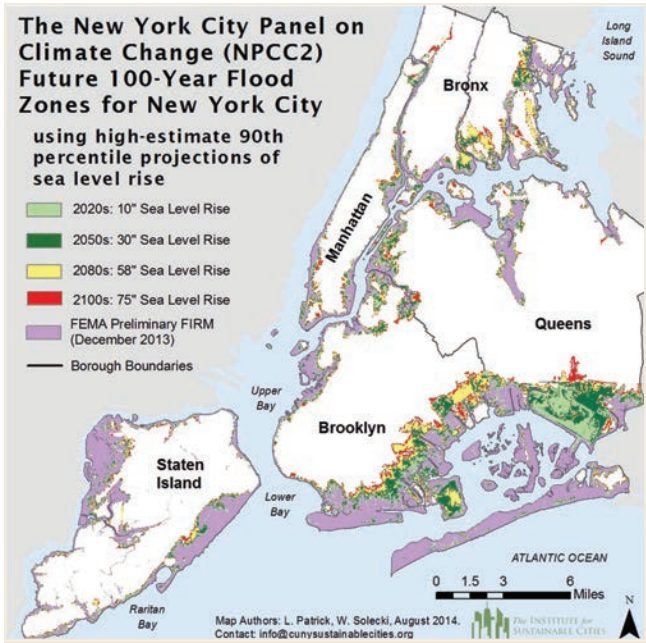 The New York City Panel on
Climate Change (NPCC2)
Future 100-Year Flood
Zones for New York City
using high-estimate 90th
percentile projections of
sea level rise
2020s: 10" Sea Level Rise
2050s: 30" Sea Level Rise
2080s: 58" Sea Level Rise
2100s: 75" Sea Level Rise
FEMA Preliminary FIRM
(December 2013)
Borough Boundaries
Long
Island
Sound
Bronx
Manhattan
Queens
Upper
Bay
Brooklyn
Staten
Island
Lower
Bay
ATLANTIC OCEAN
Raritan
Bay
0 1.5 3 6
Miles
N
Map Authors: L. Patrick, W. Solecki, August 2014.
Contact: info@cunysustainablecities.org
The INSTITUTE for
SUSTAINABLE CITIES